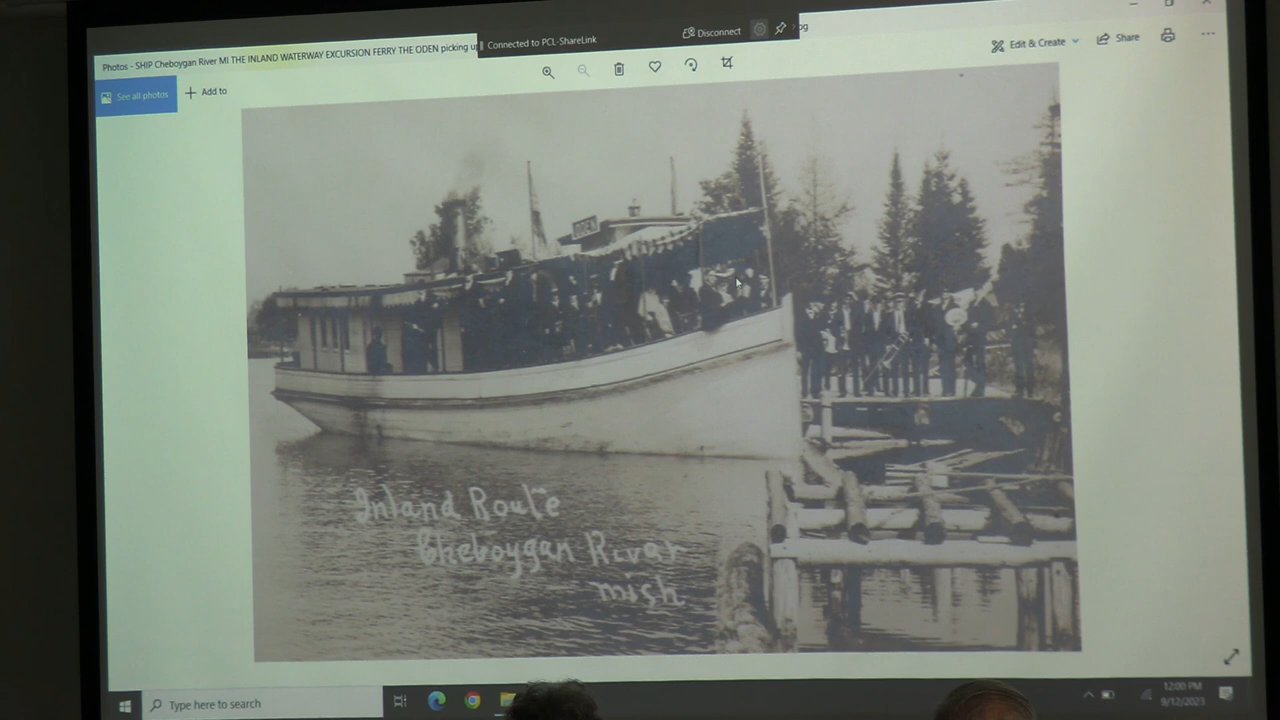 Photos - SHIP Cheboygan River MI THE INLAND WATERWAY EXCURSION FERRY THE ODEN picking
Connected to PCL-ShareLink
Disconnect
Edit & Create
Share
See all photos
Add to
ODEN
Inland Route
Cheboygan River
mish
Type here to search
12:00 PM
9/12/2023